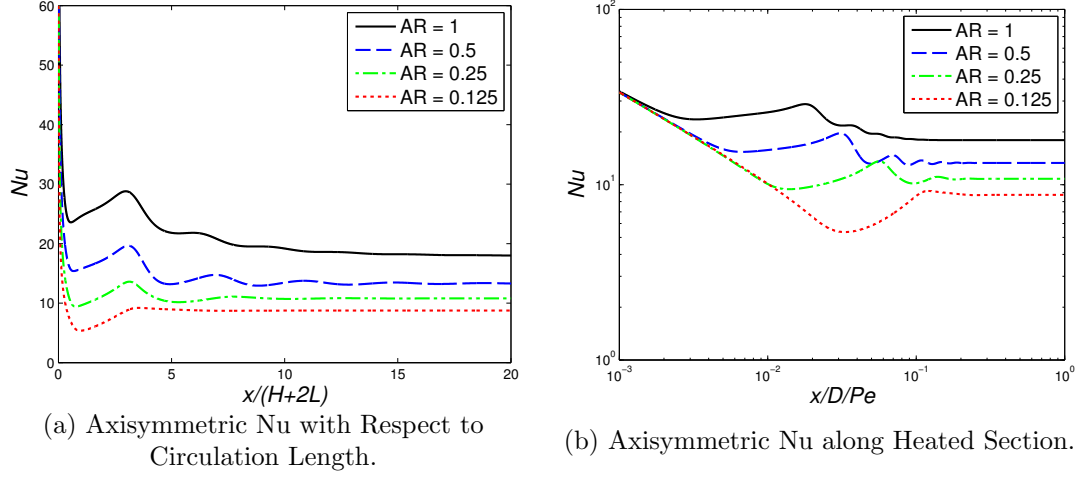 60
50
40
30
20
10
0
Nu
0
5
10
15
20
x/(H+2L)
AR = 1
AR = 0.5
AR = 0.25
AR = 0.125
(a) Axisymmetric Nu with Respect to
Circulation Length.
10^2
10^1
10^0
Nu
10^-3
10^-2
10^-1
10^0
x/D/Pe
AR = 1
AR = 0.5
AR = 0.25
AR = 0.125
(b) Axisymmetric Nu along Heated Section.